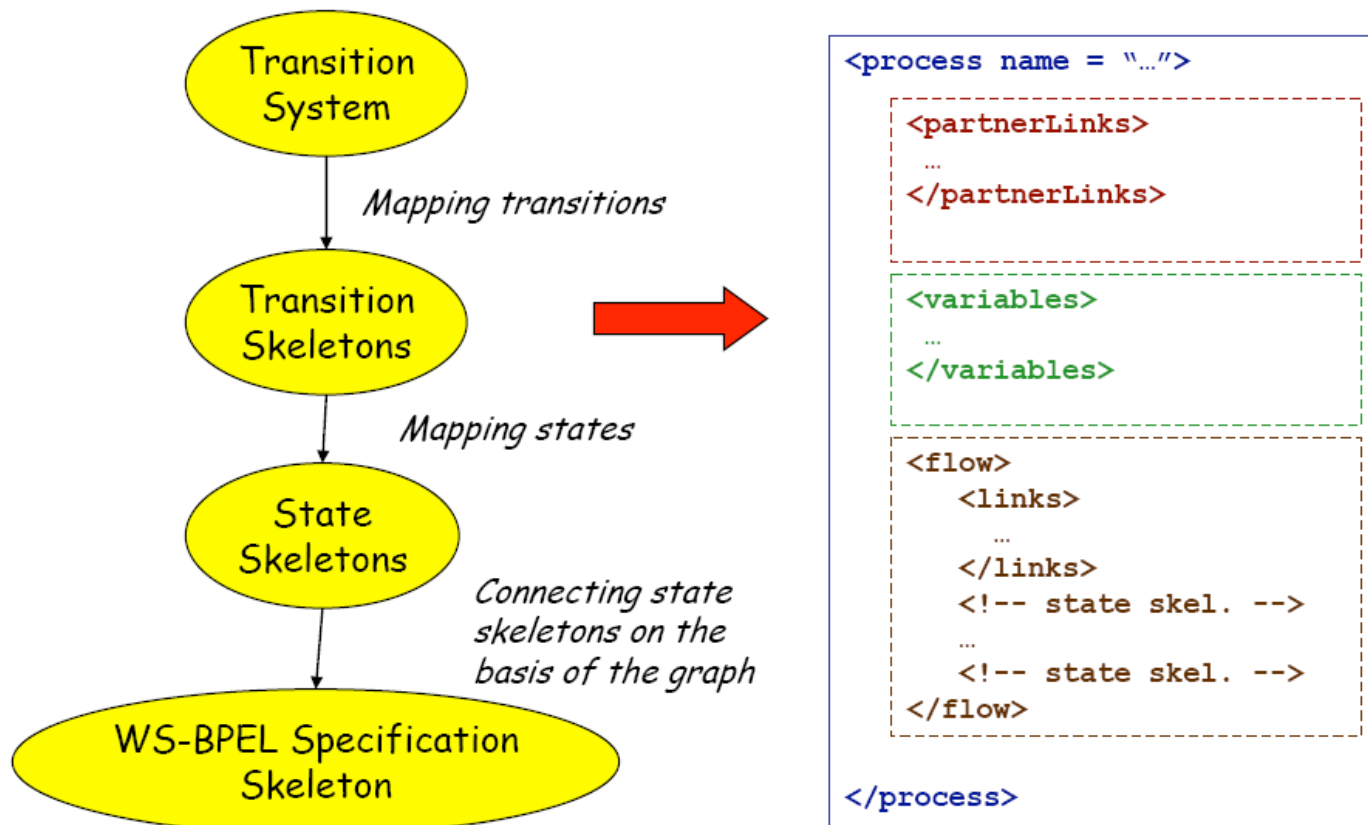 Transition
System
Mapping transitions
Transition
Skeletons
Mapping states
State
Skeletons
Connecting state
skeletons on the
basis of the graph
WS-BPEL Specification
Skeleton
<process name = “…”>
<partnerLinks>
…
</partnerLinks>
<variables>
…
</variables>
<flow>
<links>
…
</links>
<!-- state skel. -->
…
<!-- state skel. -->
</flow>
</process>